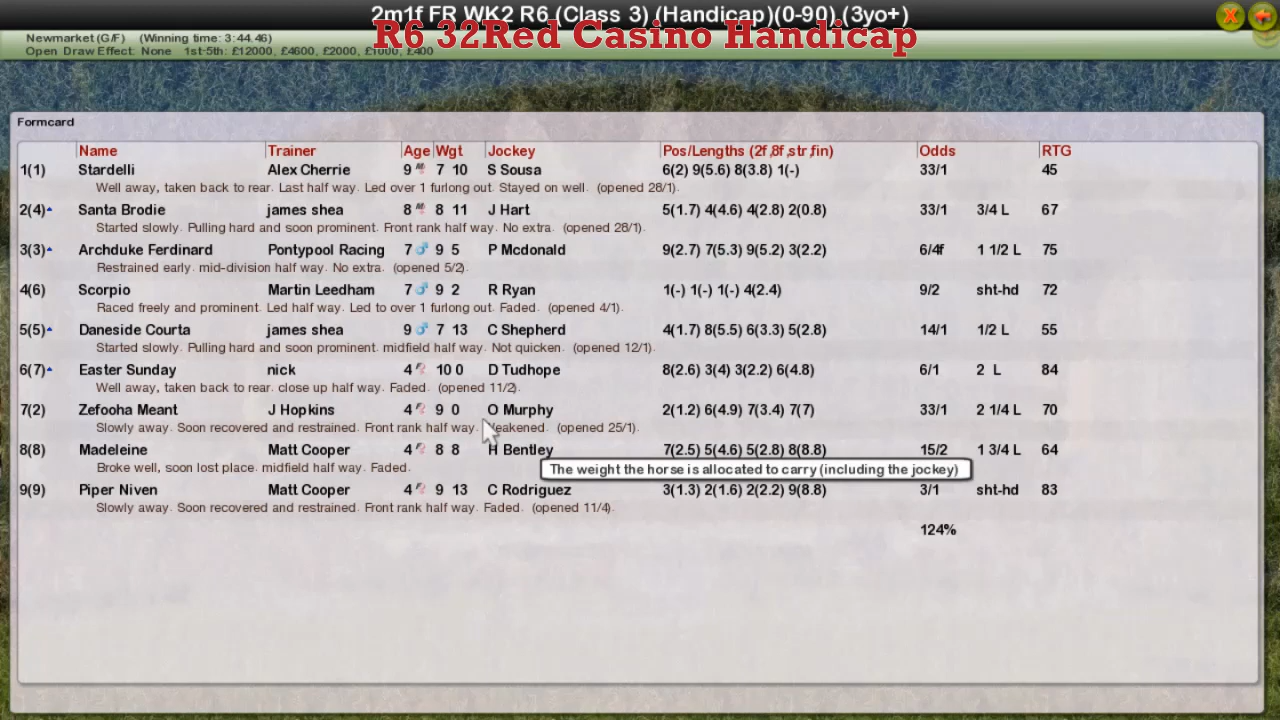 2m1f FR WK2 R6 (Class 3) (Handicap)(0-90) (3yo+)
R6 32Red Casino Handicap
Newmarket (G/F) (Winning time: 3:44.46)
Open Draw Effect: None 1st-5th: £12000, £4600, £2000, £1000, £400
Formcard
Name Trainer Age Wgt Jockey Pos/Lengths (2f,8f,str,fin) Odds RTG
1(1) Stardelli Alex Cherrie 9 7 10 S Sousa 6(2) 9(5.6) 8(3.8) 1(-) 33/1 45
Well away, taken back to rear. Last half way. Led over 1 furlong out. Stayed on well. (opened 28/1).
2(4) Santa Brodie james shea 8 8 11 J Hart 5(1.7) 4(4.6) 4(2.8) 2(0.8) 33/1 3/4 L 67
Started slowly. Pulling hard and soon prominent. Front rank half way. No extra. (opened 28/1).
3(3) Archduke Ferdinard Pontypool Racing 7 9 5 P Mcdonald 9(2.7) 7(5.3) 9(5.2) 3(2.2) 6/4f 1 1/2 L 75
Restrained early. mid-division half way. No extra. (opened 5/2).
4(6) Scorpio Martin Leedham 7 9 2 R Ryan 1(-) 1(-) 1(-) 4(2.4) 9/2 sht-hd 72
Raced freely and prominent. Led half way. Led to over 1 furlong out. Faded. (opened 4/1).
5(5) Daneside Courta james shea 9 7 13 C Shepherd 4(1.7) 8(5.5) 6(3.3) 5(2.8) 14/1 1/2 L 55
Started slowly. Pulling hard and soon prominent. midfield half way. Not quicken. (opened 12/1).
6(7) Easter Sunday nick 4 10 0 D Tudhope 8(2.6) 3(4) 3(2.2) 6(4.8) 6/1 2 L 84
Well away, taken back to rear. close up half way. Faded. (opened 11/2).
7(2) Zefooha Meant J Hopkins 4 9 0 O Murphy 2(1.2) 6(4.9) 7(3.4) 7(7) 33/1 2 1/4 L 70
Slowly away. Soon recovered and restrained. Front rank half way. Weakened. (opened 25/1).
8(8) Madeleine Matt Cooper 4 8 8 H Bentley 7(2.5) 5(4.6) 5(2.8) 8(8.8) 15/2 1 3/4 L 64
Broke well, soon lost place. midfield half way. Faded.
The weight the horse is allocated to carry (including the jockey)
9(9) Piper Niven Matt Cooper 4 9 13 C Rodriguez 3(1.3) 2(1.6) 2(2.2) 9(8.8) 3/1 sht-hd 83
Slowly away. Soon recovered and restrained. Front rank half way. Faded. (opened 11/4).
124%